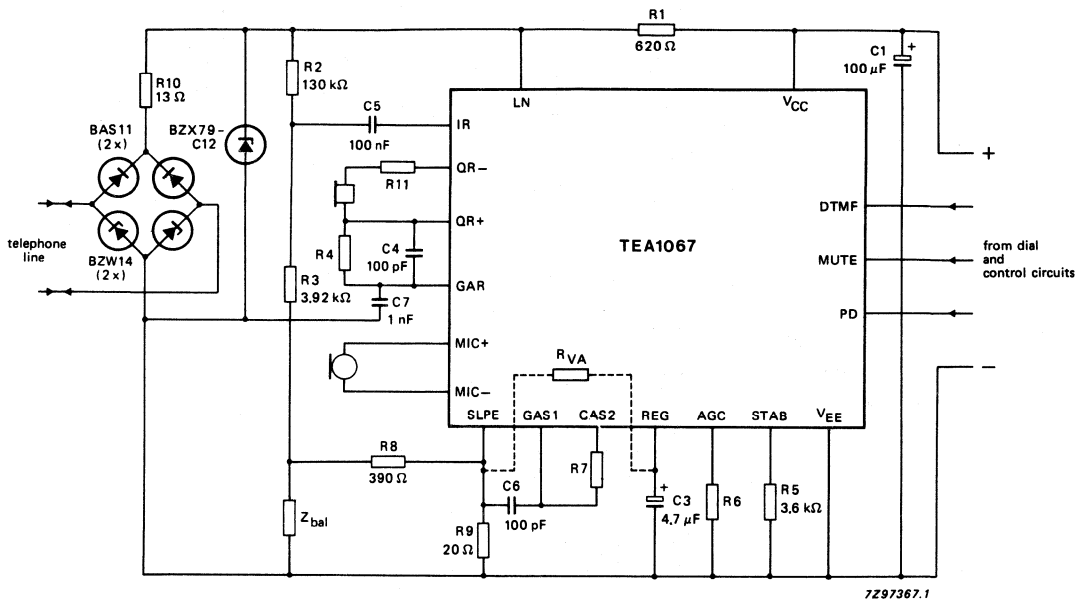 R1
620 Ω
C1
+
100 µF
R2
130 kΩ
R10
13 Ω
LN
VCC
C5
100 nF
IR
BAS11
(2x)
BZX79-
C12
QR−
R11
+
DTMF
QR+
telephone
line
R4
C4
100 pF
TEA1067
from dial
and
control circuits
MUTE
BZW14
(2x)
R3
3,92 kΩ
GAR
C7
1 nF
PD
MIC+
RVA
MIC−
−
SLPE
GAS1
CAS2
REG
AGC
STAB
VEE
R8
390 Ω
R7
C6
100 pF
+
C3
4,7 µF
R6
R5
3,6 kΩ
Zbal
R9
20 Ω
7Z97367.1